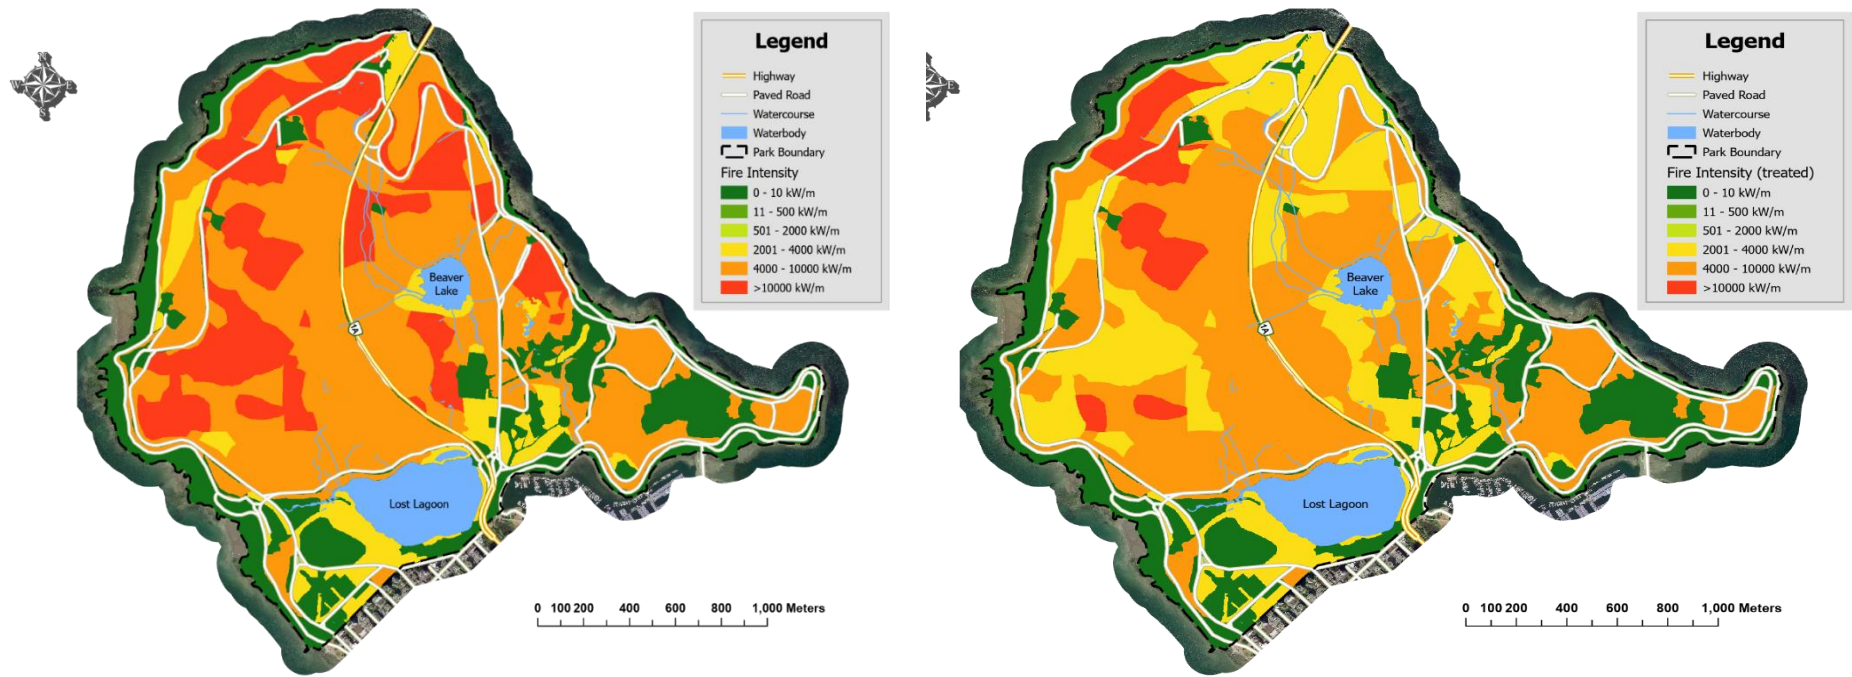 Legend
Highway
Paved Road
Watercourse
Waterbody
Park Boundary
Fire Intensity
0 - 10 kW/m
11 - 500 kW/m
501 - 2000 kW/m
2001 - 4000 kW/m
4000 - 10000 kW/m
>10000 kW/m
Beaver
Lake
1A
Lost Lagoon
0 100 200 400 600 800 1,000 Meters
Legend
Highway
Paved Road
Watercourse
Waterbody
Park Boundary
Fire Intensity (treated)
0 - 10 kW/m
11 - 500 kW/m
501 - 2000 kW/m
2001 - 4000 kW/m
4000 - 10000 kW/m
>10000 kW/m
Beaver
Lake
1A
Lost Lagoon
0 100 200 400 600 800 1,000 Meters